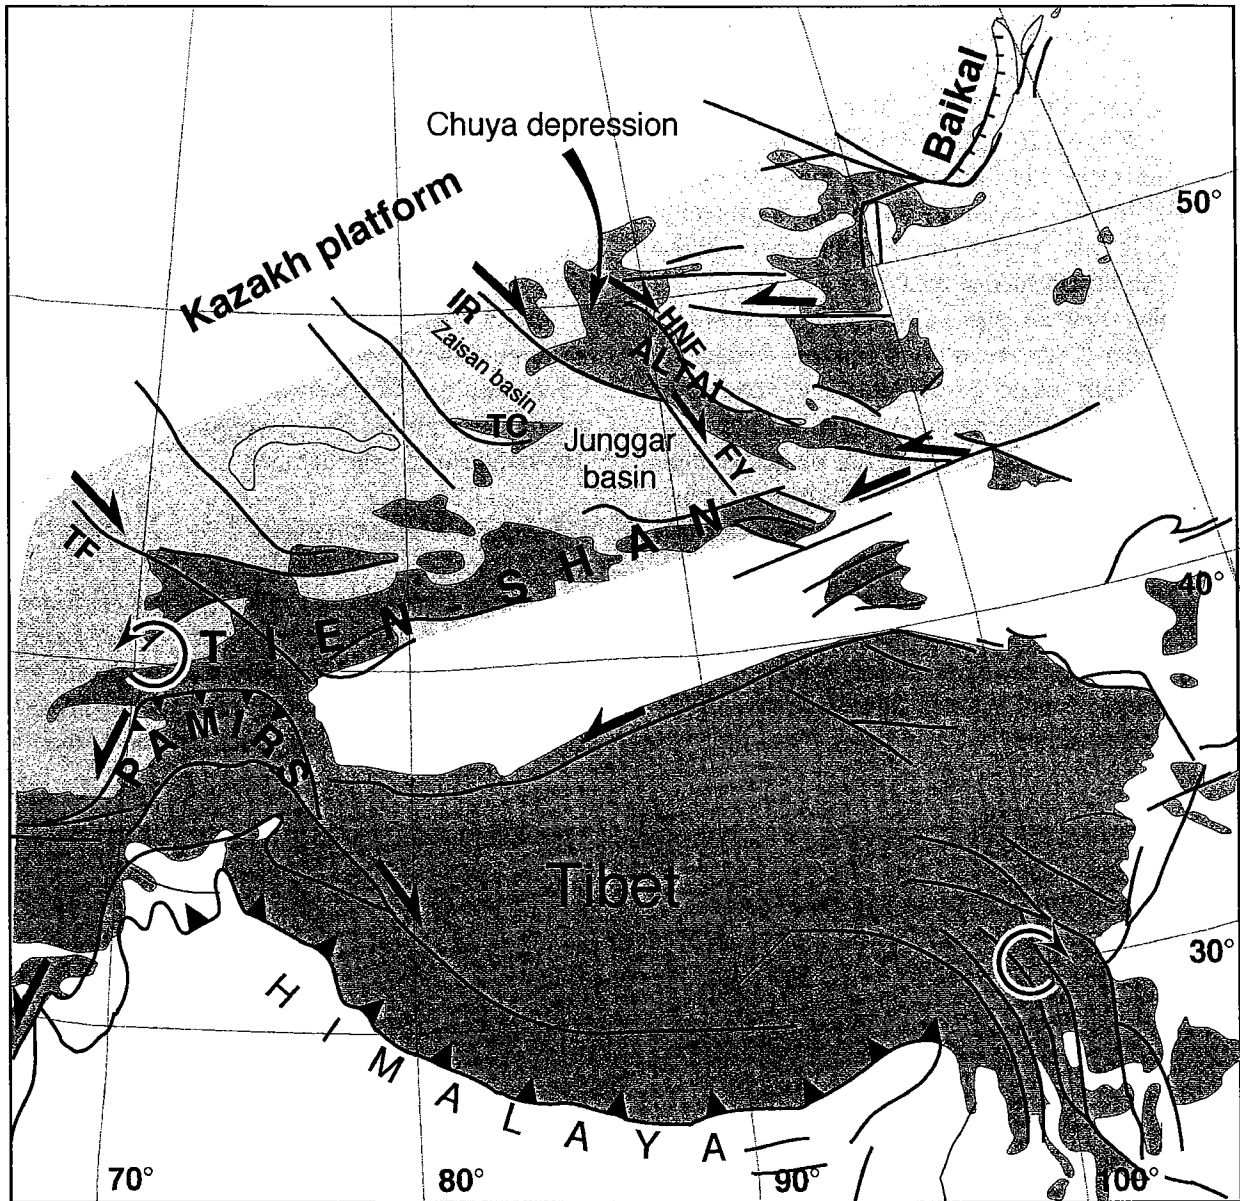 Baikal
Chuya depression
50°
Kazakh platform
IR
Zaisan basin
HNF
ALTAI
TC
Junggar
basin
FY
TF
TIEN-SHAN
40°
PAMIRS
Tibet
30°
HIMALAYA
70°
80°
90°
100°